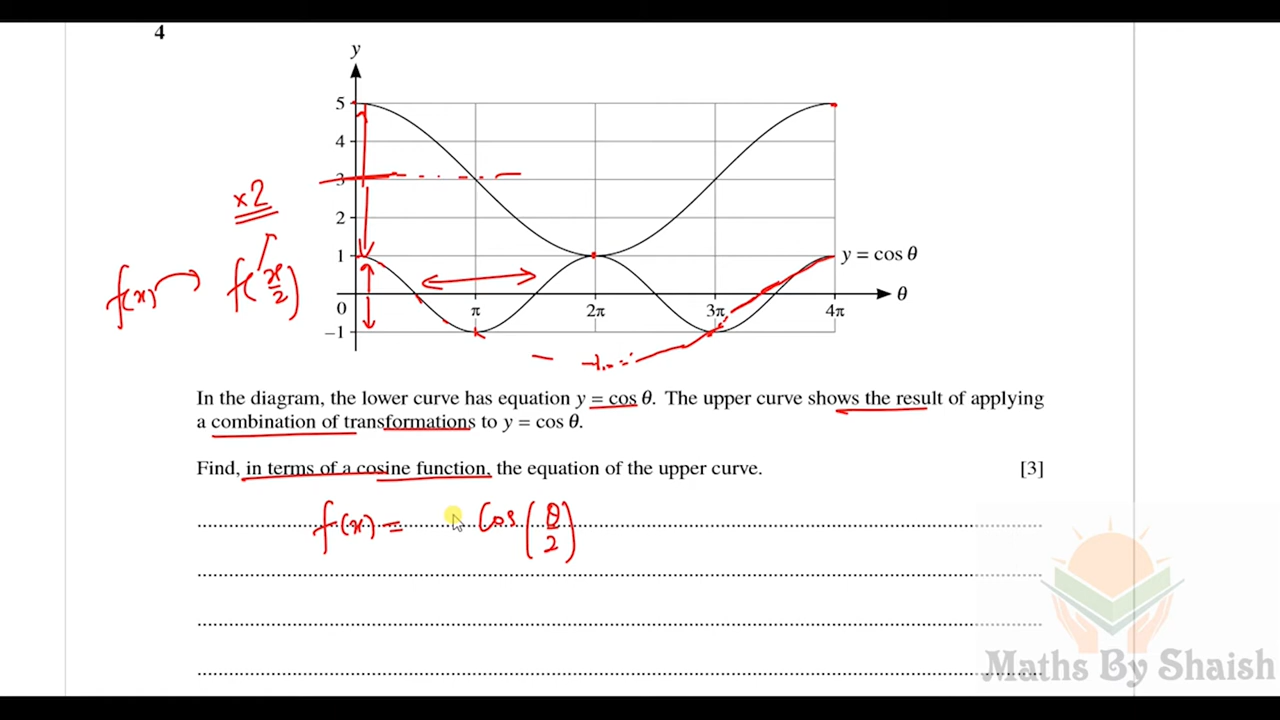 4
y
5
4
3
2
1
0
−1
π
2π
3π
4π
θ
y = cos θ
×2
f(x) → f(x/2)
In the diagram, the lower curve has equation y = cos θ. The upper curve shows the result of applying
a combination of transformations to y = cos θ.
Find, in terms of a cosine function, the equation of the upper curve. [3]
f(x) = cos (θ/2)
Maths By Shaish